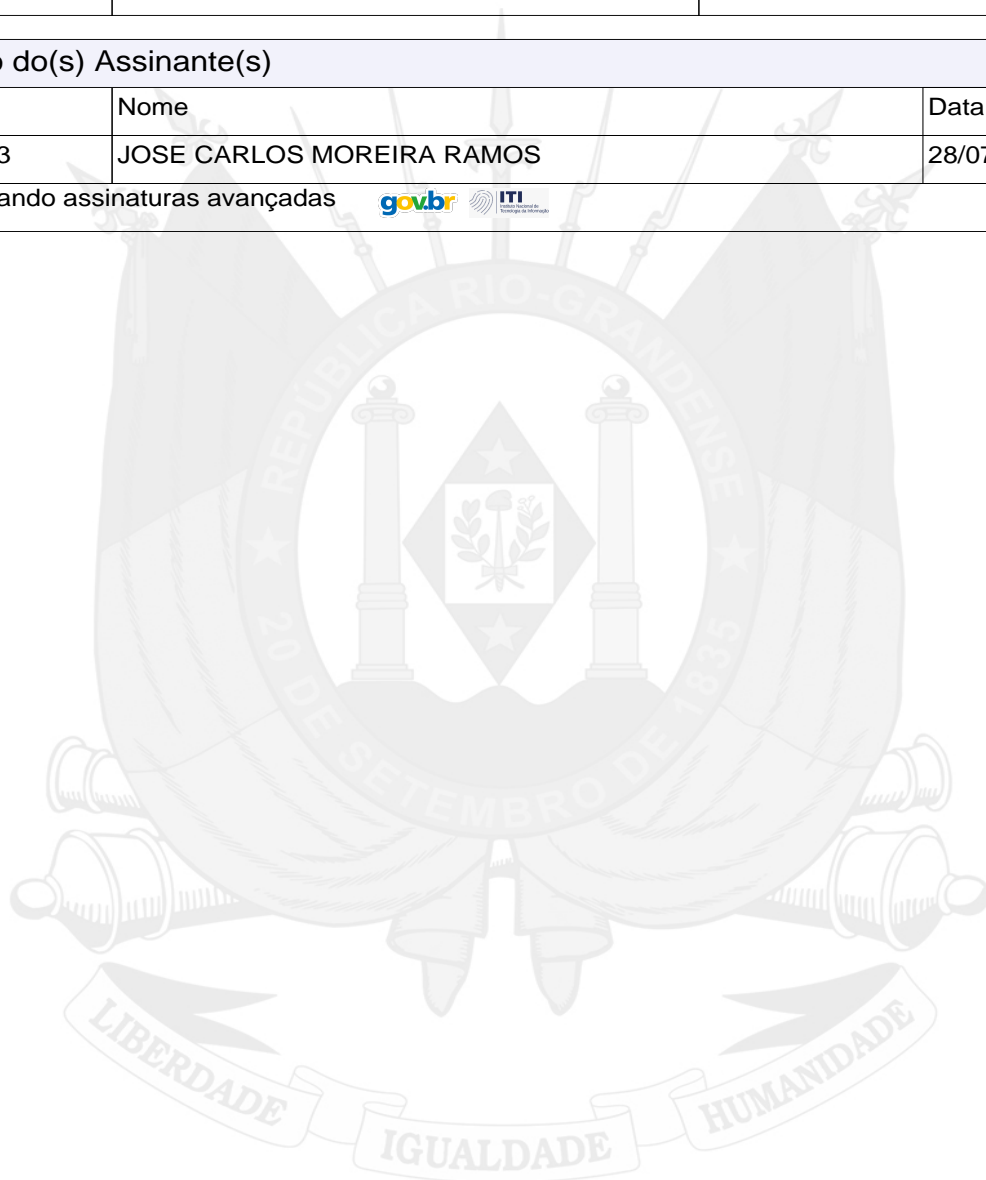 do(s) Assinante(s)
Nome Data
3 JOSE CARLOS MOREIRA RAMOS 28/07
ando assinaturas avançadas gov.br ITI
REPÚBLICA RIO-GRANDENSE
20 DE SETEMBRO DE 1835
LIBERDADE IGUALDADE HUMANIDADE